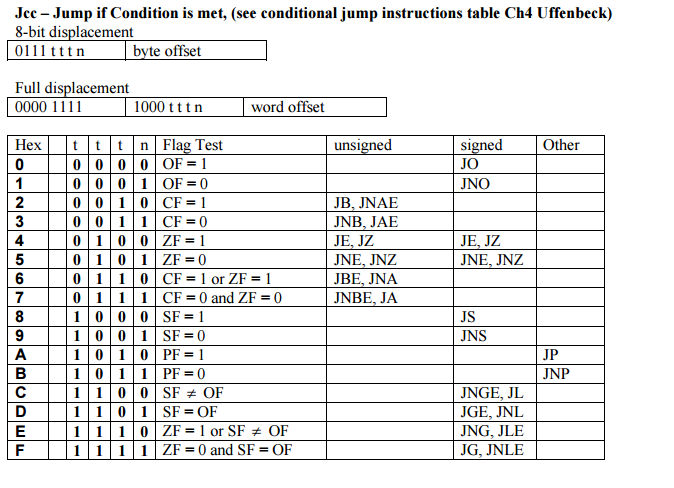 Jcc – Jump if Condition is met, (see conditional jump instructions table Ch4 Uffenbeck)
8-bit displacement
0111 t t t n byte offset
Full displacement
0000 1111 1000 t t t n word offset
Hex t t t n Flag Test unsigned signed Other
0 0 0 0 0 OF = 1 JO
1 0 0 0 1 OF = 0 JNO
2 0 0 1 0 CF = 1 JB, JNAE
3 0 0 1 1 CF = 0 JNB, JAE
4 0 1 0 0 ZF = 1 JE, JZ JE, JZ
5 0 1 0 1 ZF = 0 JNE, JNZ JNE, JNZ
6 0 1 1 0 CF = 1 or ZF = 1 JBE, JNA
7 0 1 1 1 CF = 0 and ZF = 0 JNBE, JA
8 1 0 0 0 SF = 1 JS
9 1 0 0 1 SF = 0 JNS
A 1 0 1 0 PF = 1 JP
B 1 0 1 1 PF = 0 JNP
C 1 1 0 0 SF ≠ OF JNGE, JL
D 1 1 0 1 SF = OF JGE, JNL
E 1 1 1 0 ZF = 1 or SF ≠ OF JNG, JLE
F 1 1 1 1 ZF = 0 and SF = OF JG, JNLE